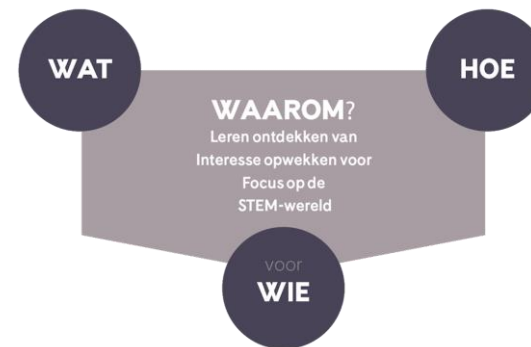 WAT
HOE
WAAROM?
Leren ontdekken van
Interesse opwekken voor
Focus op de
STEM-wereld
voor
WIE